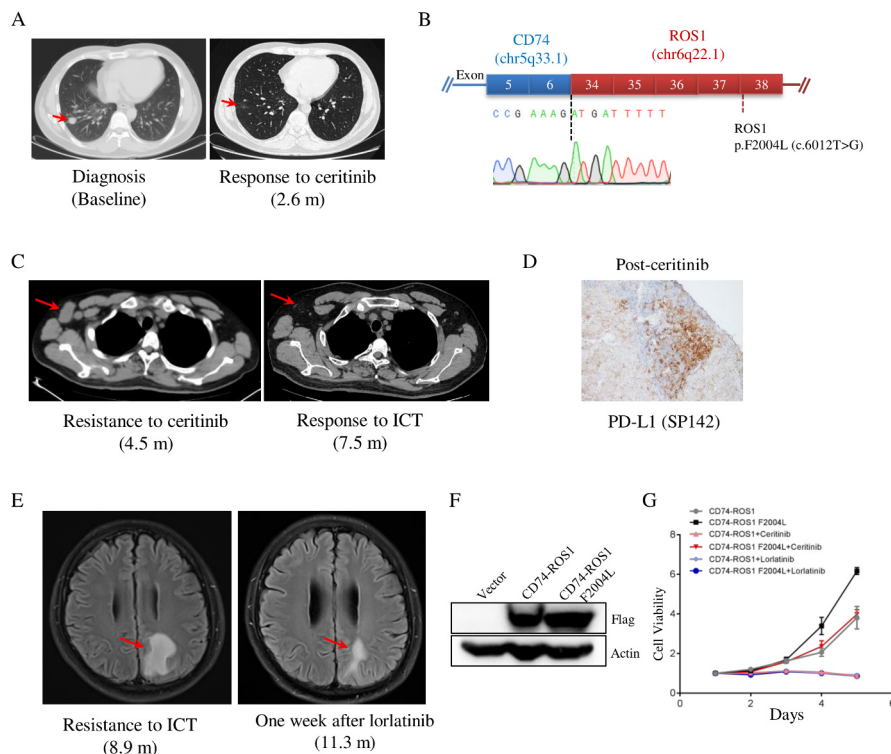 A
Diagnosis
(Baseline)
Response to ceritinib
(2.6 m)
B
CD74
(chr5q33.1)
ROS1
(chr6q22.1)
Exon
5 6 34 35 36 37 38
C C G A A A G A T G A T T T T T
ROS1
p.F2004L (c.6012T>G)
C
Resistance to ceritinib
(4.5 m)
Response to ICT
(7.5 m)
D
Post-ceritinib
PD-L1 (SP142)
E
Resistance to ICT
(8.9 m)
One week after lorlatinib
(11.3 m)
F
Vector
CD74-ROS1
CD74-ROS1
F2004L
Flag
Actin
G
CD74-ROS1
CD74-ROS1 F2004L
CD74-ROS1+Ceritinib
CD74-ROS1 F2004L+Ceritinib
CD74-ROS1+Lorlatinib
CD74-ROS1 F2004L+Lorlatinib
Cell Viability
8
6
4
2
0
0 2 4 6
Days